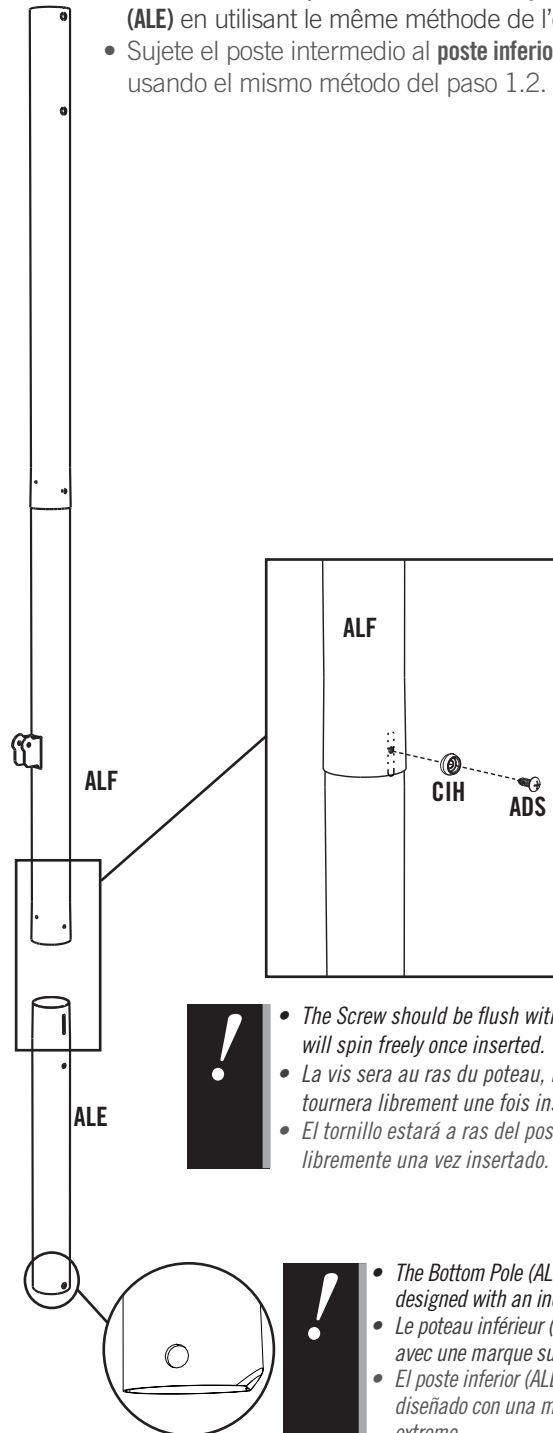 (ALE) en utilisant le même méthode de l'
• Sujete el poste intermedio al poste inferio
usando el mismo método del paso 1.2.
ALF
ALF
CIH
ADS
ALE
• The Screw should be flush with
will spin freely once inserted.
• La vis sera au ras du poteau,
tournera librement une fois ins
• El tornillo estará a ras del pos
libremente una vez insertado.
• The Bottom Pole (AL
designed with an in
• Le poteau inférieur (
avec une marque su
• El poste inferior (ALE
diseñado con una m
extremo